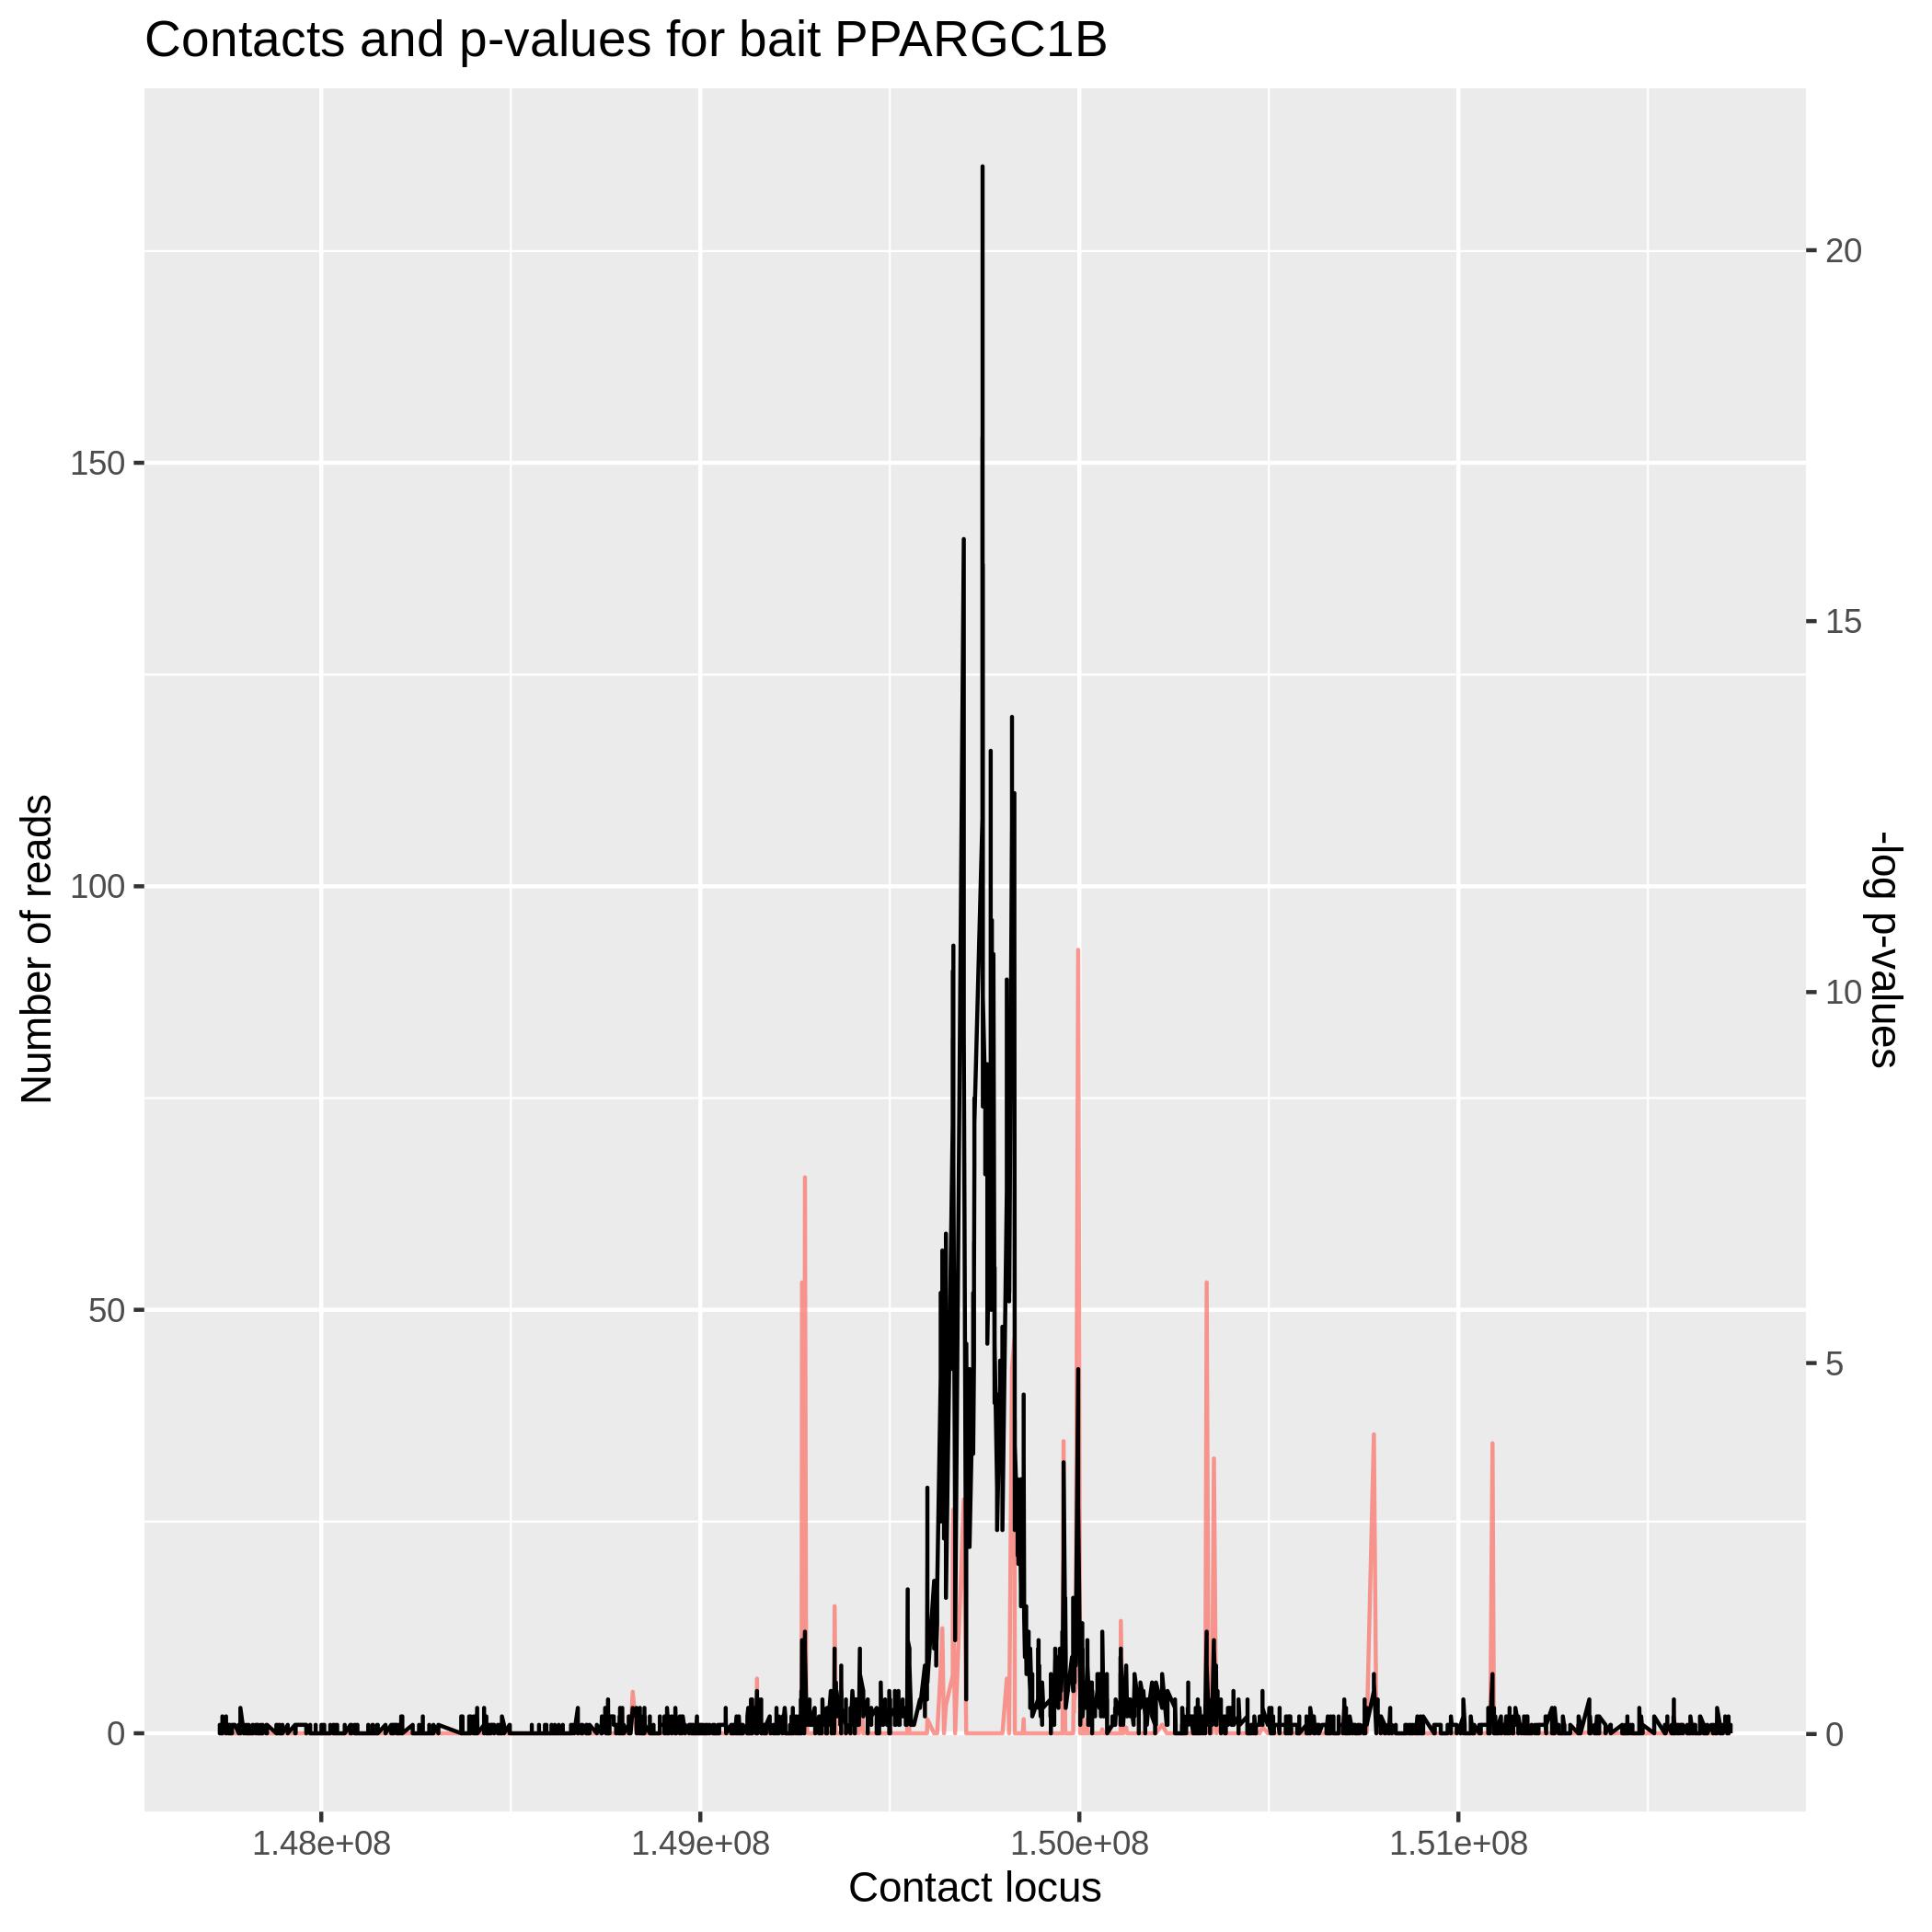 Contacts and p-values for bait PPARGC1B
Number of reads
150
100
50
0
20
15
10
5
0
-log p-values
1.48e+08
1.49e+08
1.50e+08
1.51e+08
Contact locus